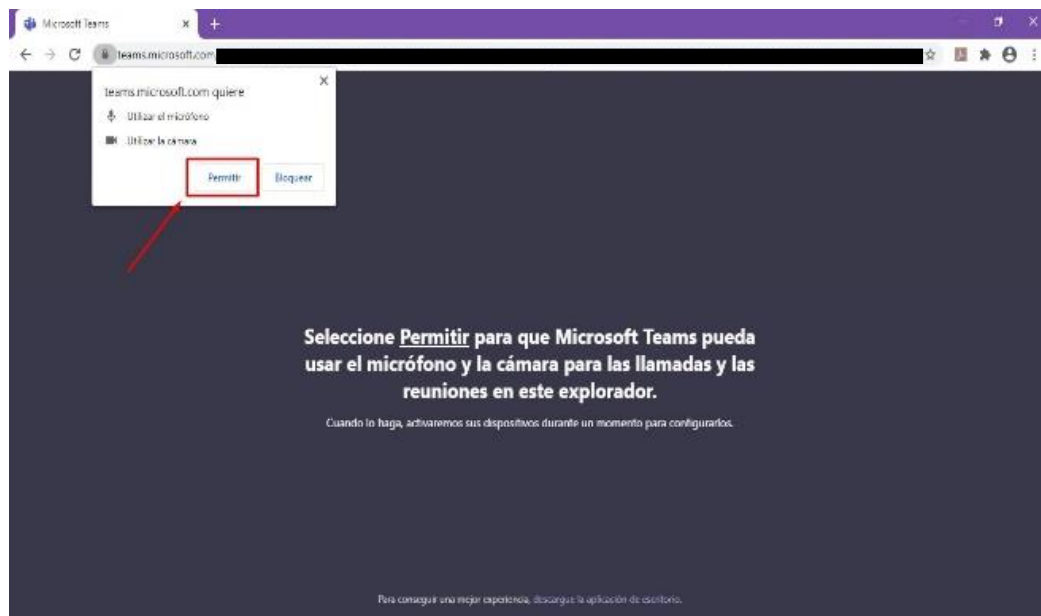 Microsoft Teams
teams.microsoft.com
teams.microsoft.com quiere
Utilizar el micrófono
Utilizar la cámara
Permitir
Bloquear
Seleccione Permitir para que Microsoft Teams pueda
usar el micrófono y la cámara para las llamadas y las
reuniones en este explorador.
Cuando lo haga, activaremos sus dispositivos durante un momento para configurarlos.
Para conseguir una mejor experiencia, descargue la aplicación de escritorio.